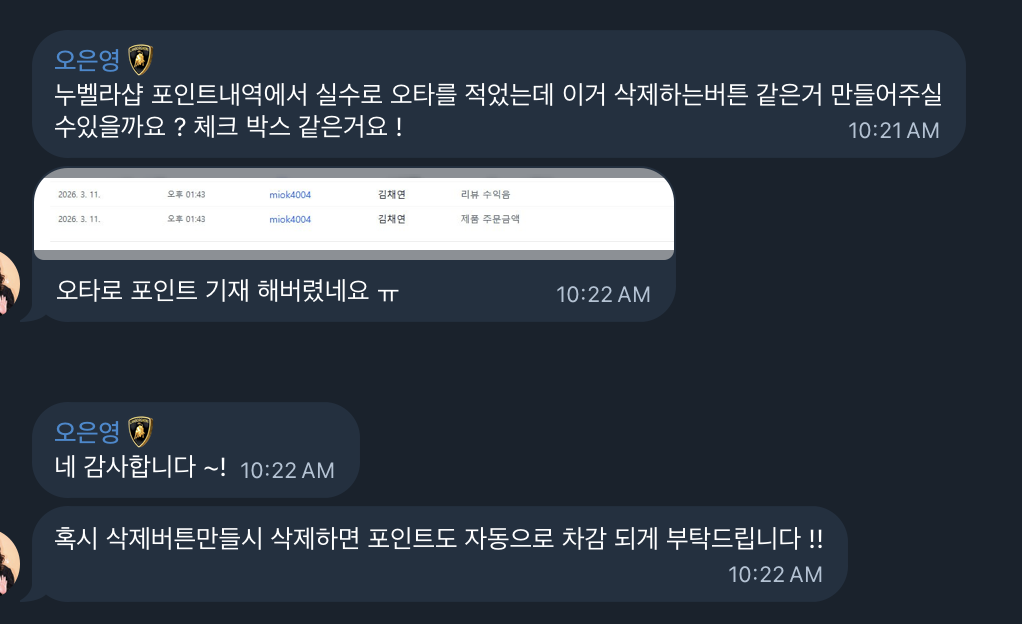 오은영
누벨라샵 포인트내역에서 실수로 오타를 적었는데 이거 삭제하는버튼 같은거 만들어주실
수있을까요 ? 체크 박스 같은거요 !
10:21 AM
2026. 3. 11. 오후 01:43 miok4004 김채연 리뷰 수익음
2026. 3. 11. 오후 01:43 miok4004 김채연 제품 주문금액
오타로 포인트 기재 해버렸네요 ㅠ
10:22 AM
오은영
네 감사합니다 ~! 10:22 AM
혹시 삭제버튼만들시 삭제하면 포인트도 자동으로 차감 되게 부탁드립니다 !!
10:22 AM